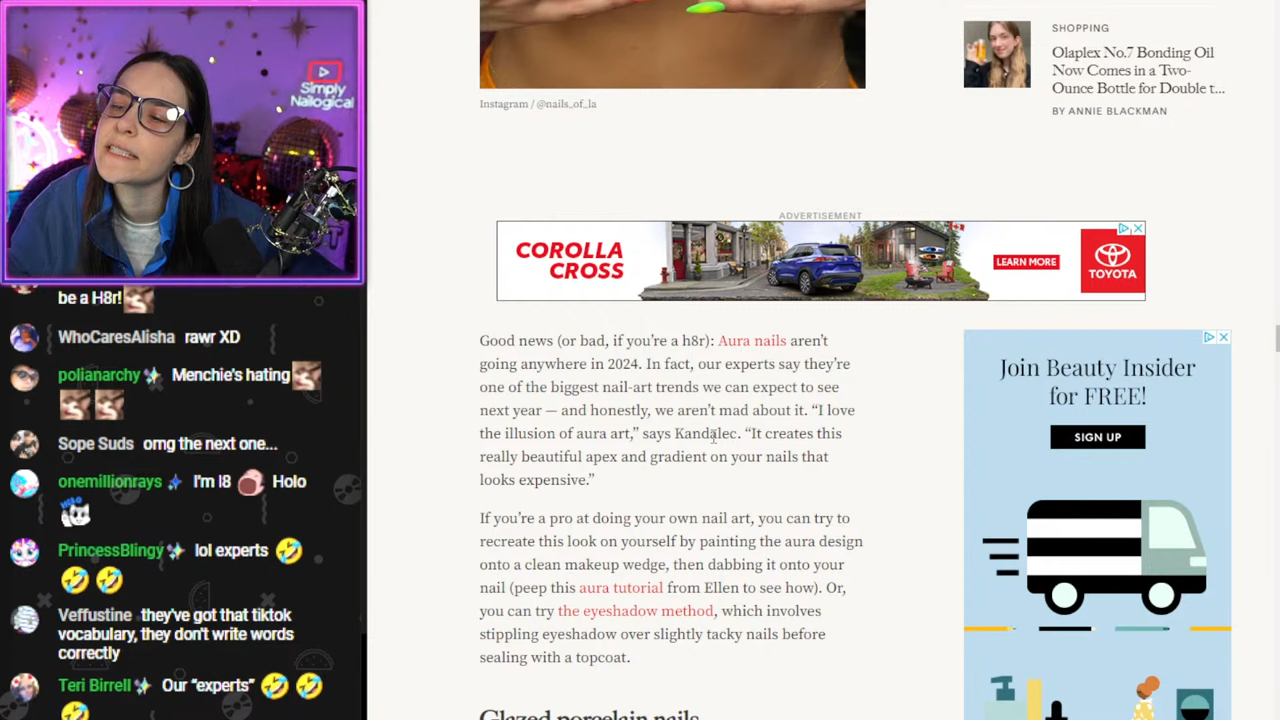 Simply
Nailogical
be a H8r!
WhoCaresAlisha rawr XD
polianarchy Menchie's hating
Sope Suds omg the next one...
onemillionrays I'm l8 Holo
HOLO
PrincessBlingy lol experts
Veffustine they've got that tiktok
vocabulary, they don't write words
correctly
Teri Birrell Our “experts”
Instagram / @nails_of_la
ADVERTISEMENT
COROLLA
CROSS
LEARN MORE
TOYOTA
Good news (or bad, if you’re a h8r): Aura nails aren’t
going anywhere in 2024. In fact, our experts say they’re
one of the biggest nail-art trends we can expect to see
next year — and honestly, we aren’t mad about it. “I love
the illusion of aura art,” says Kandalec. “It creates this
really beautiful apex and gradient on your nails that
looks expensive.”
If you’re a pro at doing your own nail art, you can try to
recreate this look on yourself by painting the aura design
onto a clean makeup wedge, then dabbing it onto your
nail (peep this aura tutorial from Ellen to see how). Or,
you can try the eyeshadow method, which involves
stippling eyeshadow over slightly tacky nails before
sealing with a topcoat.
Glazed porcelain nails
SHOPPING
Olaplex No.7 Bonding Oil
Now Comes in a Two-
Ounce Bottle for Double t...
BY ANNIE BLACKMAN
Join Beauty Insider
for FREE!
SIGN UP